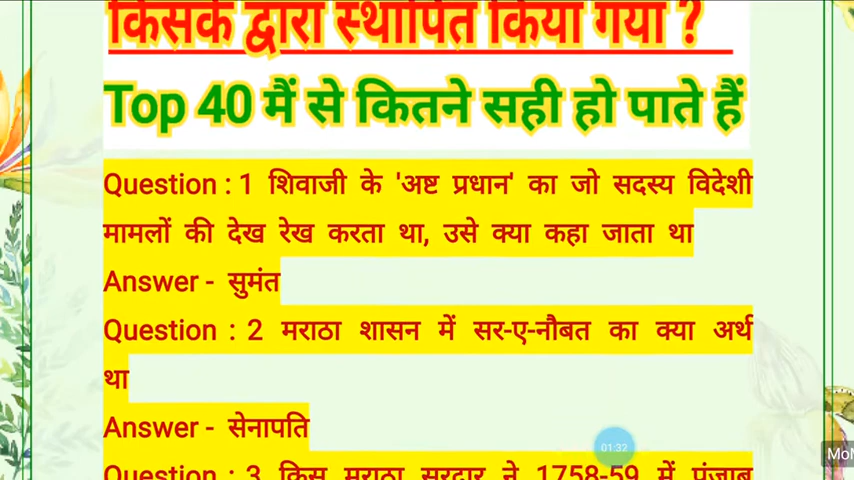 किसके द्वारा स्थापित किया गया ?
Top 40 मैं से कितने सही हो पाते हैं
Question : 1 शिवाजी के 'अष्ट प्रधान' का जो सदस्य विदेशी
मामलों की देख रेख करता था, उसे क्या कहा जाता था
Answer - सुमंत
Question : 2 मराठा शासन में सर-ए-नौबत का क्या अर्थ
था
Answer - सेनापति
01:32
Question : 3 किस मराठा सरदार ने 1758-59 में पंजाब